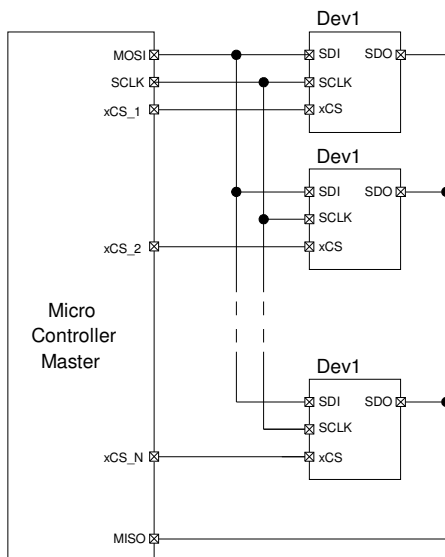 Dev1
MOSI
SDI
SDO
SCLK
SCLK
xCS_1
xCS
Dev1
SDI
SDO
SCLK
xCS_2
xCS
Micro
Controller
Master
Dev1
SDI
SDO
SCLK
xCS_N
xCS
MISO